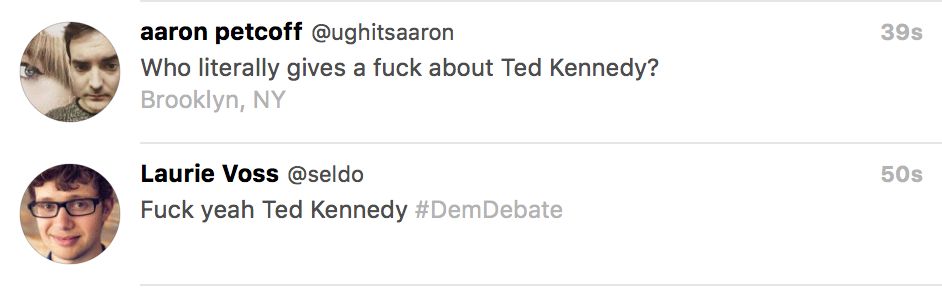 aaron petcoff @ughitsaaron 39s
Who literally gives a fuck about Ted Kennedy?
Brooklyn, NY
Laurie Voss @seldo 50s
Fuck yeah Ted Kennedy #DemDebate